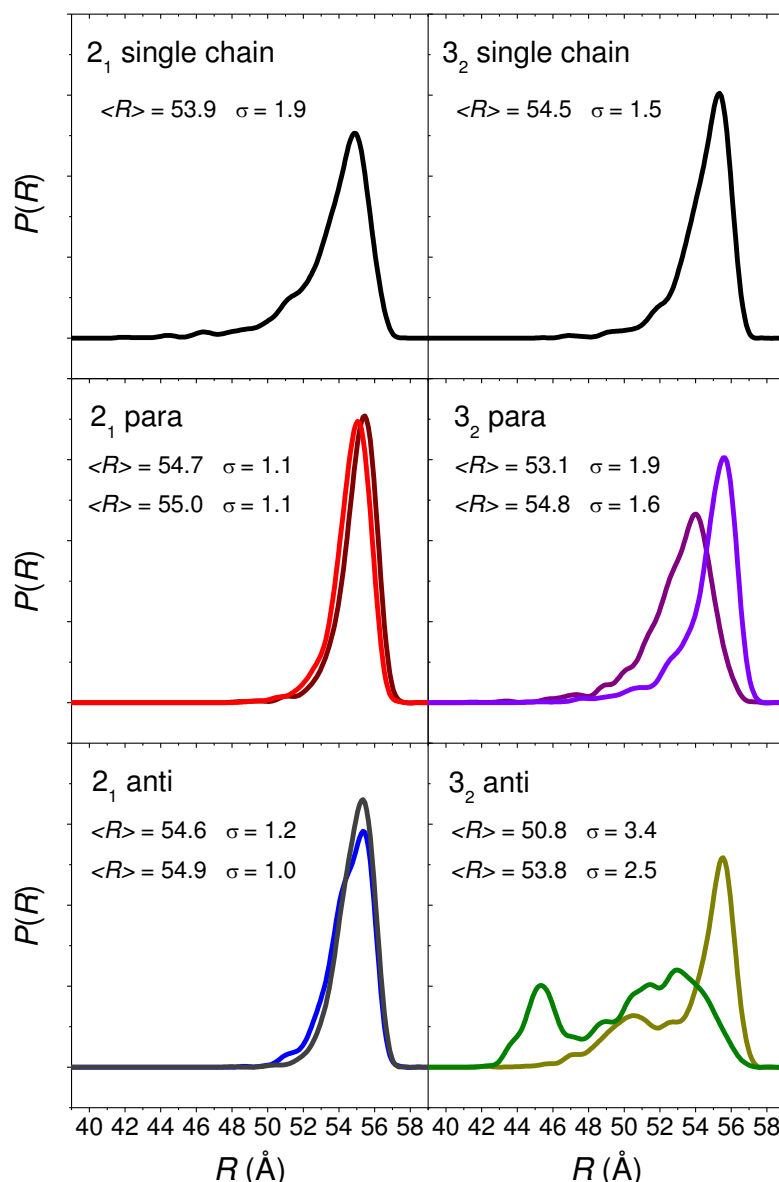 2₁ single chain
<R> = 53.9 σ = 1.9
3₂ single chain
<R> = 54.5 σ = 1.5
P(R)
2₁ para
<R> = 54.7 σ = 1.1
<R> = 55.0 σ = 1.1
3₂ para
<R> = 53.1 σ = 1.9
<R> = 54.8 σ = 1.6
P(R)
2₁ anti
<R> = 54.6 σ = 1.2
<R> = 54.9 σ = 1.0
3₂ anti
<R> = 50.8 σ = 3.4
<R> = 53.8 σ = 2.5
P(R)
40 42 44 46 48 50 52 54 56 58
40 42 44 46 48 50 52 54 56 58
R (Å)
R (Å)